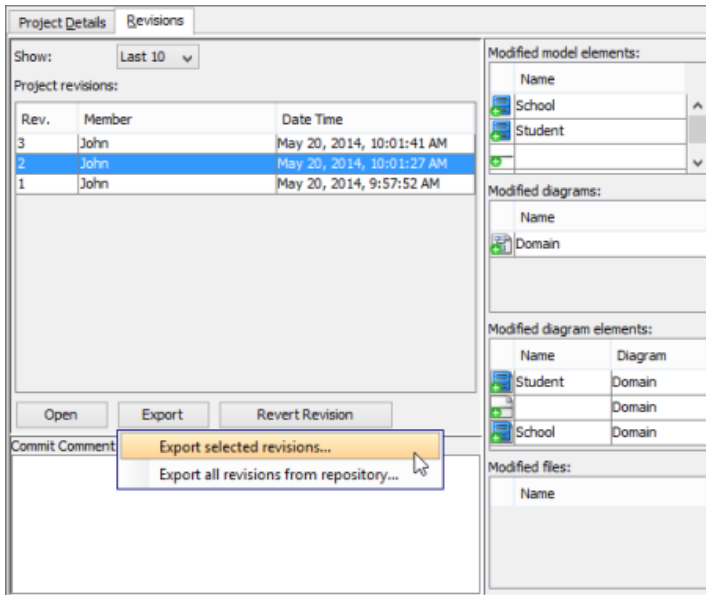 Project Details Revisions
Show: Last 10
Project revisions:
Rev. Member Date Time
3 John May 20, 2014, 10:01:41 AM
2 John May 20, 2014, 10:01:27 AM
1 John May 20, 2014, 9:57:52 AM
Open Export Revert Revision
Commit Comment
Export selected revisions...
Export all revisions from repository...
Modified model elements:
Name
School
Student
Modified diagrams:
Name
Domain
Modified diagram elements:
Name Diagram
Student Domain
Domain
School Domain
Modified files:
Name